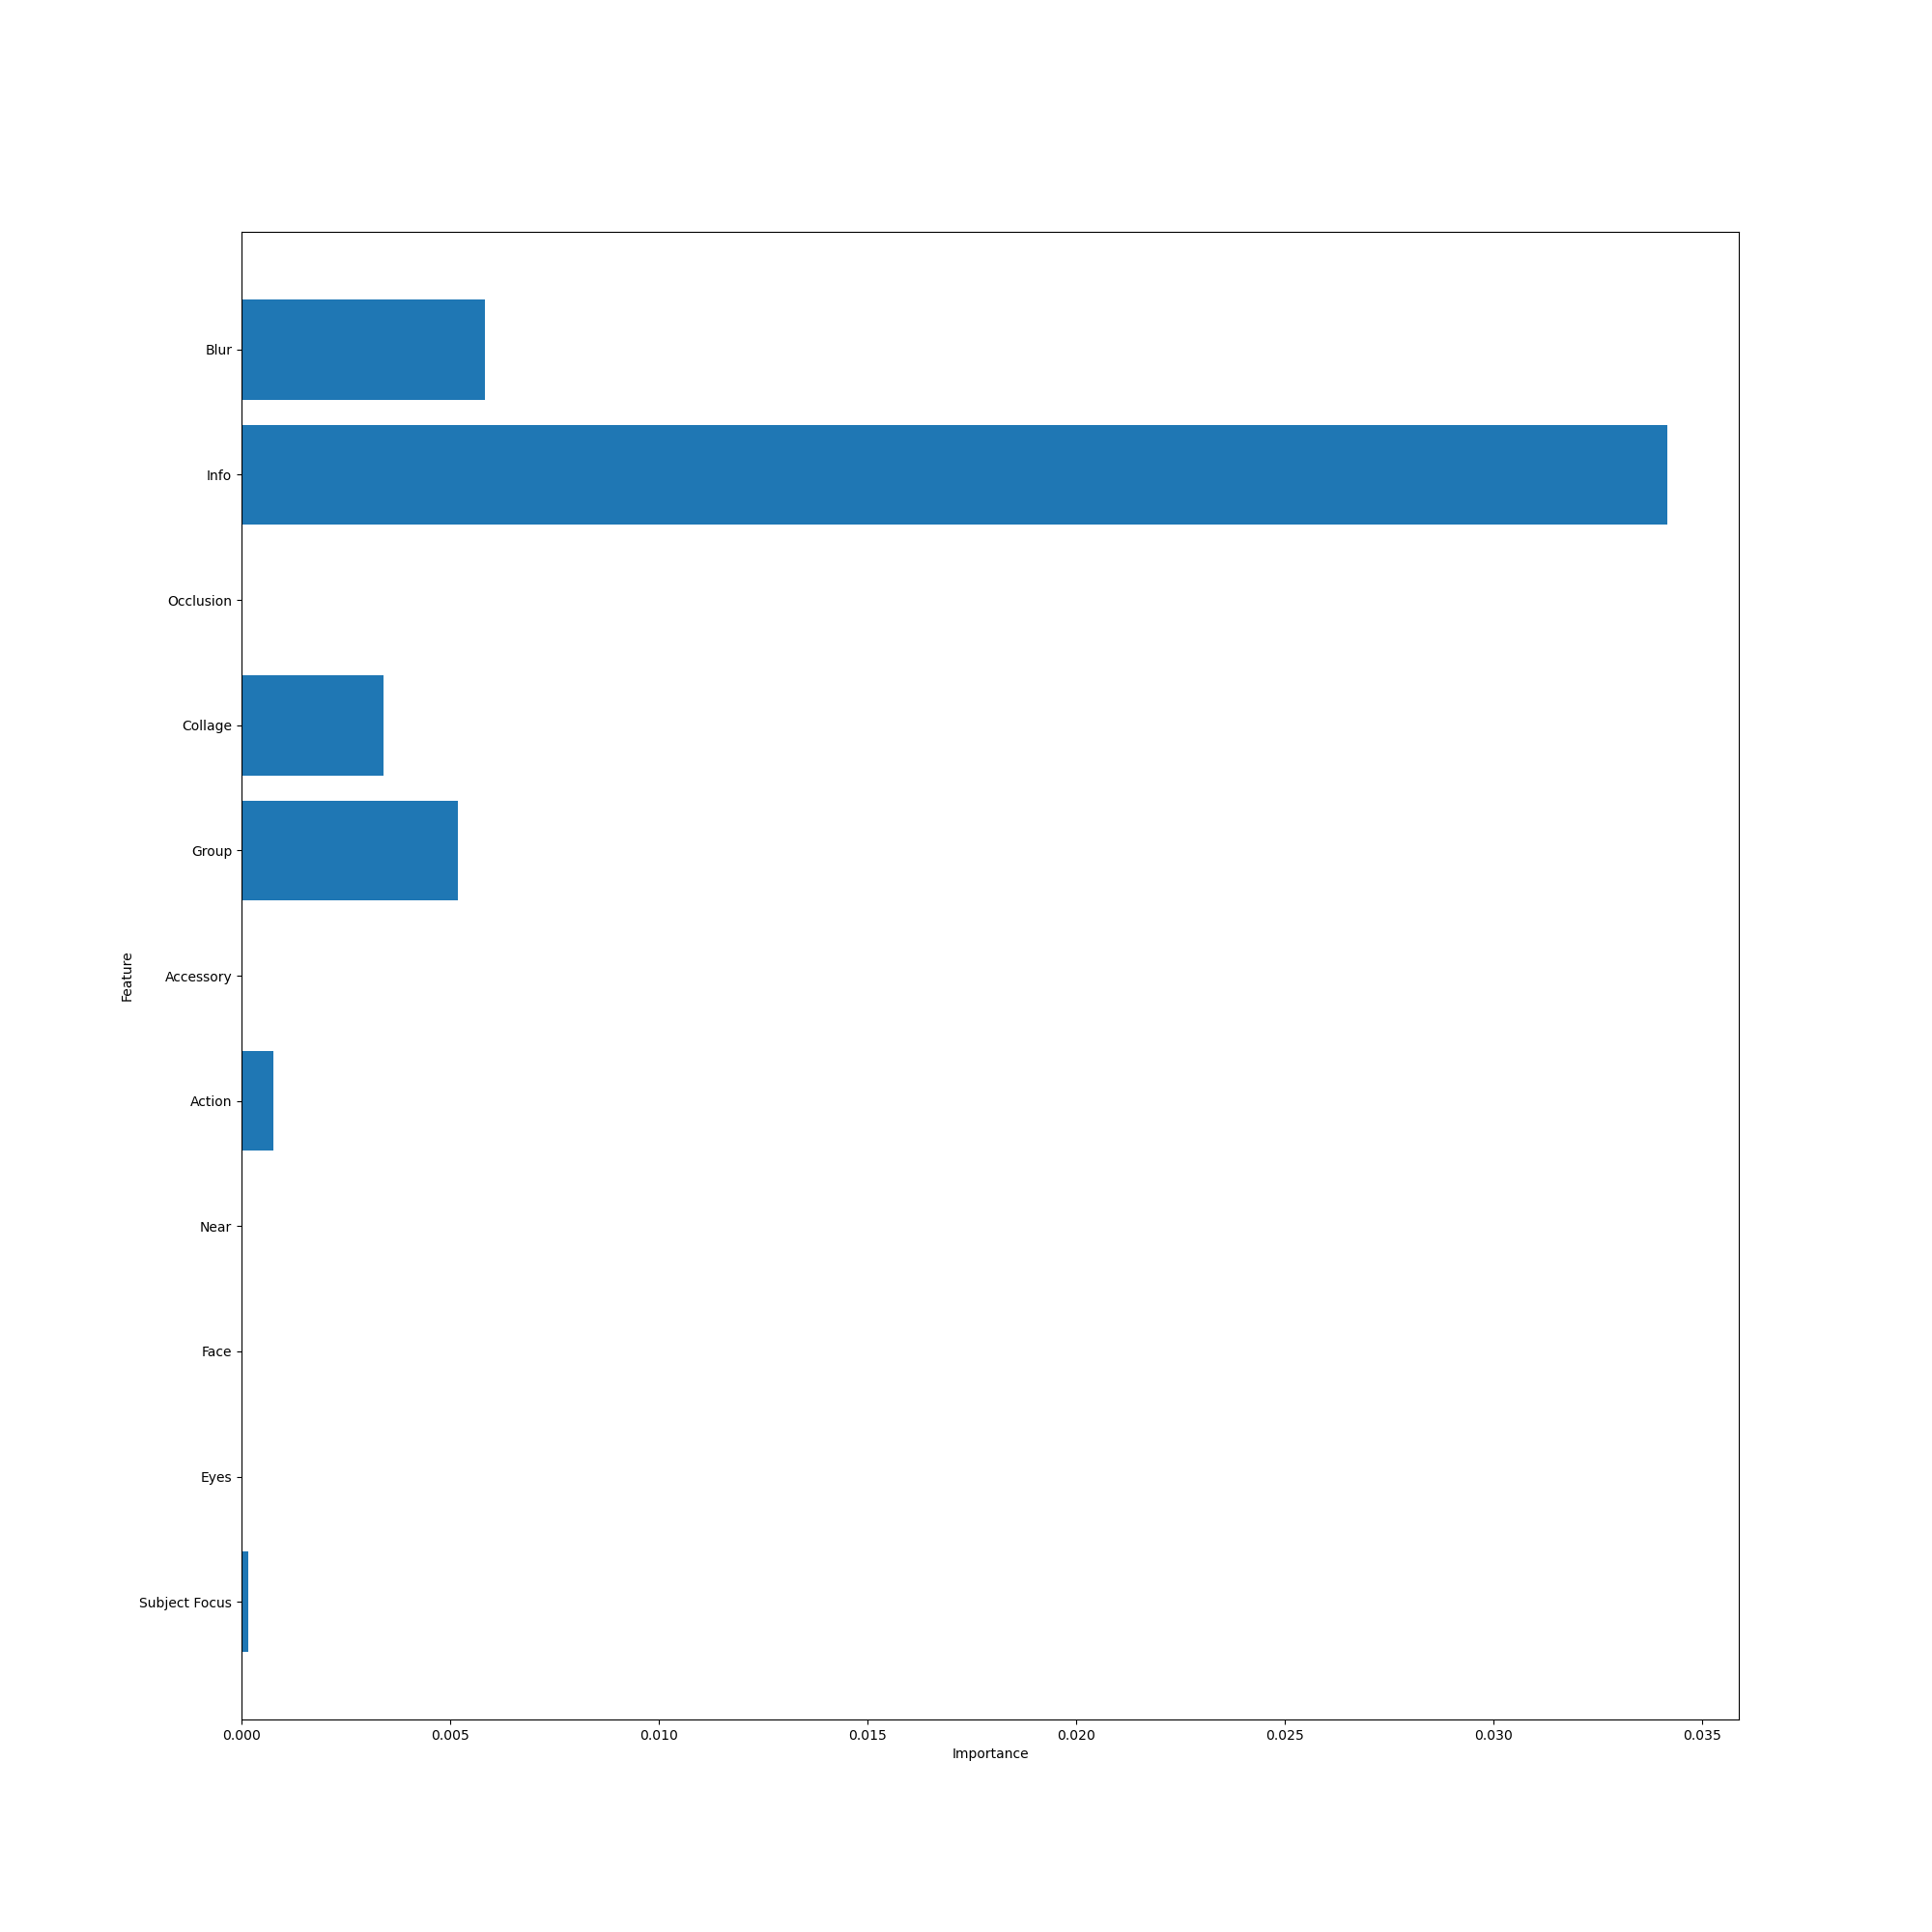 Blur
Info
Occlusion
Collage
Group
Accessory
Action
Near
Face
Eyes
Subject Focus
Feature
0.000 0.005 0.010 0.015 0.020 0.025 0.030 0.035
Importance